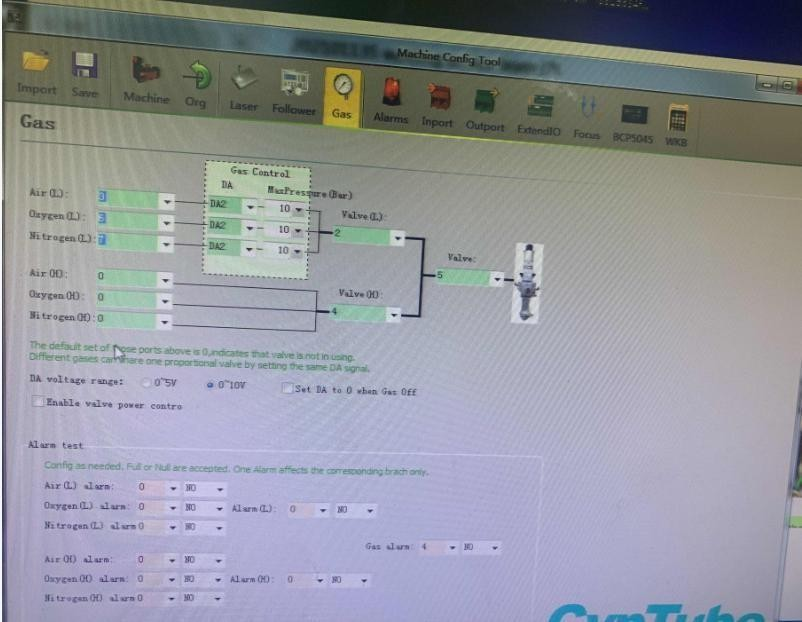 Machine Config Tool
Import Save Machine Org Laser Follower Gas Alarms Inport Outport ExtendIO Focus BCP5045 WKB
Gas
Gas Control
DA MaxPressure(Bar)
Air(L): DA2 10
Valve(L):
Oxygen(L): 3 DA2 10 2
Nitrogen(L): 7 DA2 10
Valve:
5
Air(H): 0
Valve(H):
Oxygen(H): 0
4
Nitrogen(H): 0
The default set of those ports above is 0,indicates that valve is not in using.
Different gases can share one proportional valve by setting the same DA signal.
DA voltage range: 0~5V 0~10V Set DA to 0 when Gas Off
Enable valve power contro
Alarm test
Config as needed. Full or Null are accepted. One Alarm affects the corresponding brach only.
Air(L) alarm: 0 NO
Oxygen(L) alarm: 0 NO Alarm(L): 0 NO
Nitrogen(L) alarm 0 NO
Gas alarm: 4 NO
Air(H) alarm: 0 NO
Oxygen(H) alarm: 0 NO Alarm(H): 0 NO
Nitrogen(H) alarm 0 NO
CypTube